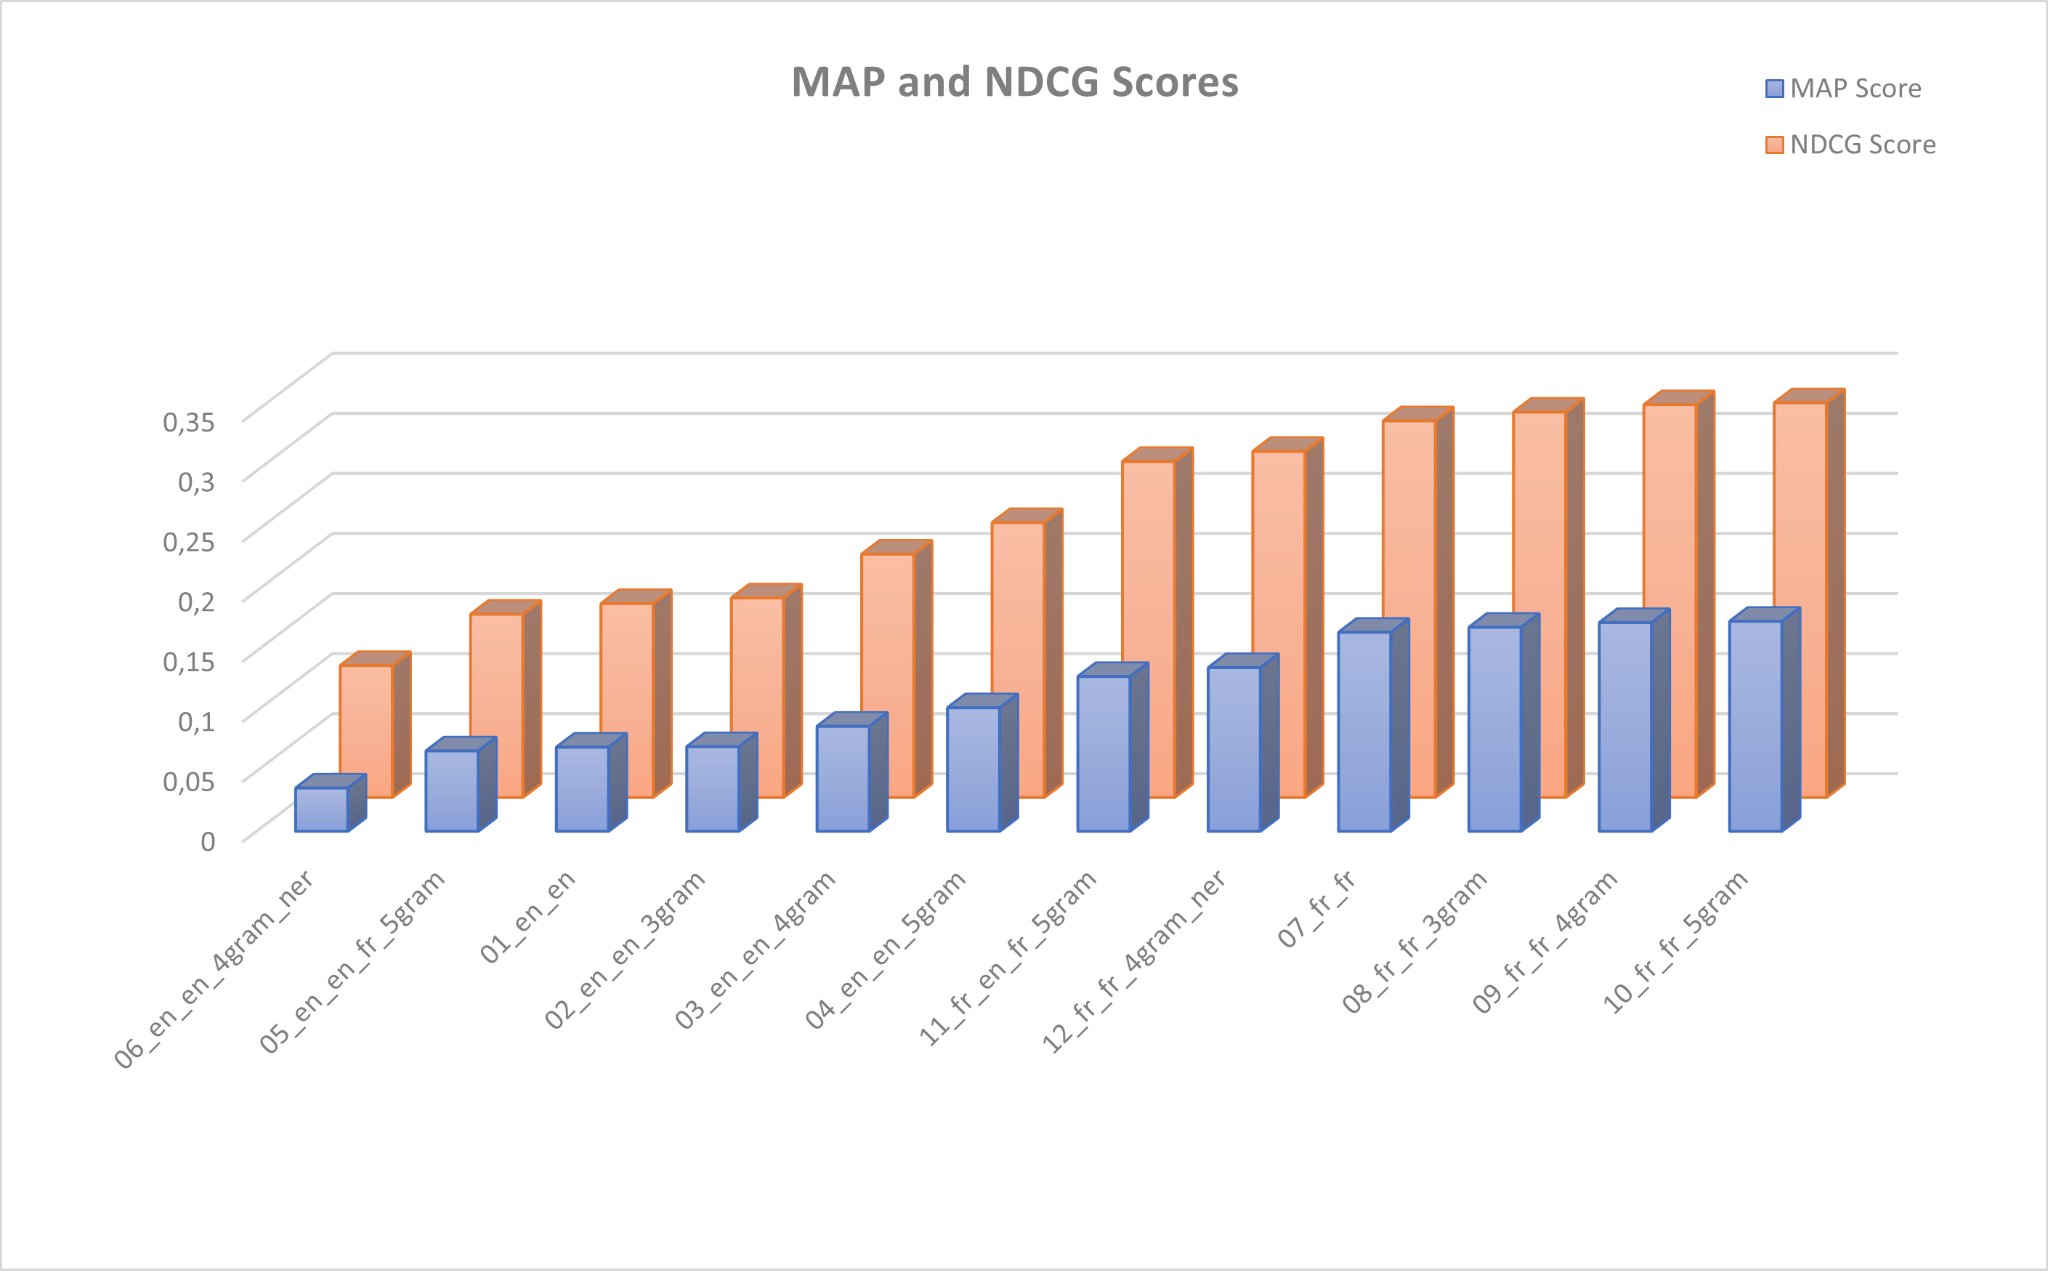 MAP and NDCG Scores
MAP Score
NDCG Score
0,35
0,3
0,25
0,2
0,15
0,1
0,05
0
06_en_en_4gram_ner
05_en_en_fr_5gram
01_en_en
02_en_en_3gram
03_en_en_4gram
04_en_en_5gram
11_fr_en_fr_5gram
12_fr_fr_4gram_ner
07_fr_fr
08_fr_fr_3gram
09_fr_fr_4gram
10_fr_fr_5gram